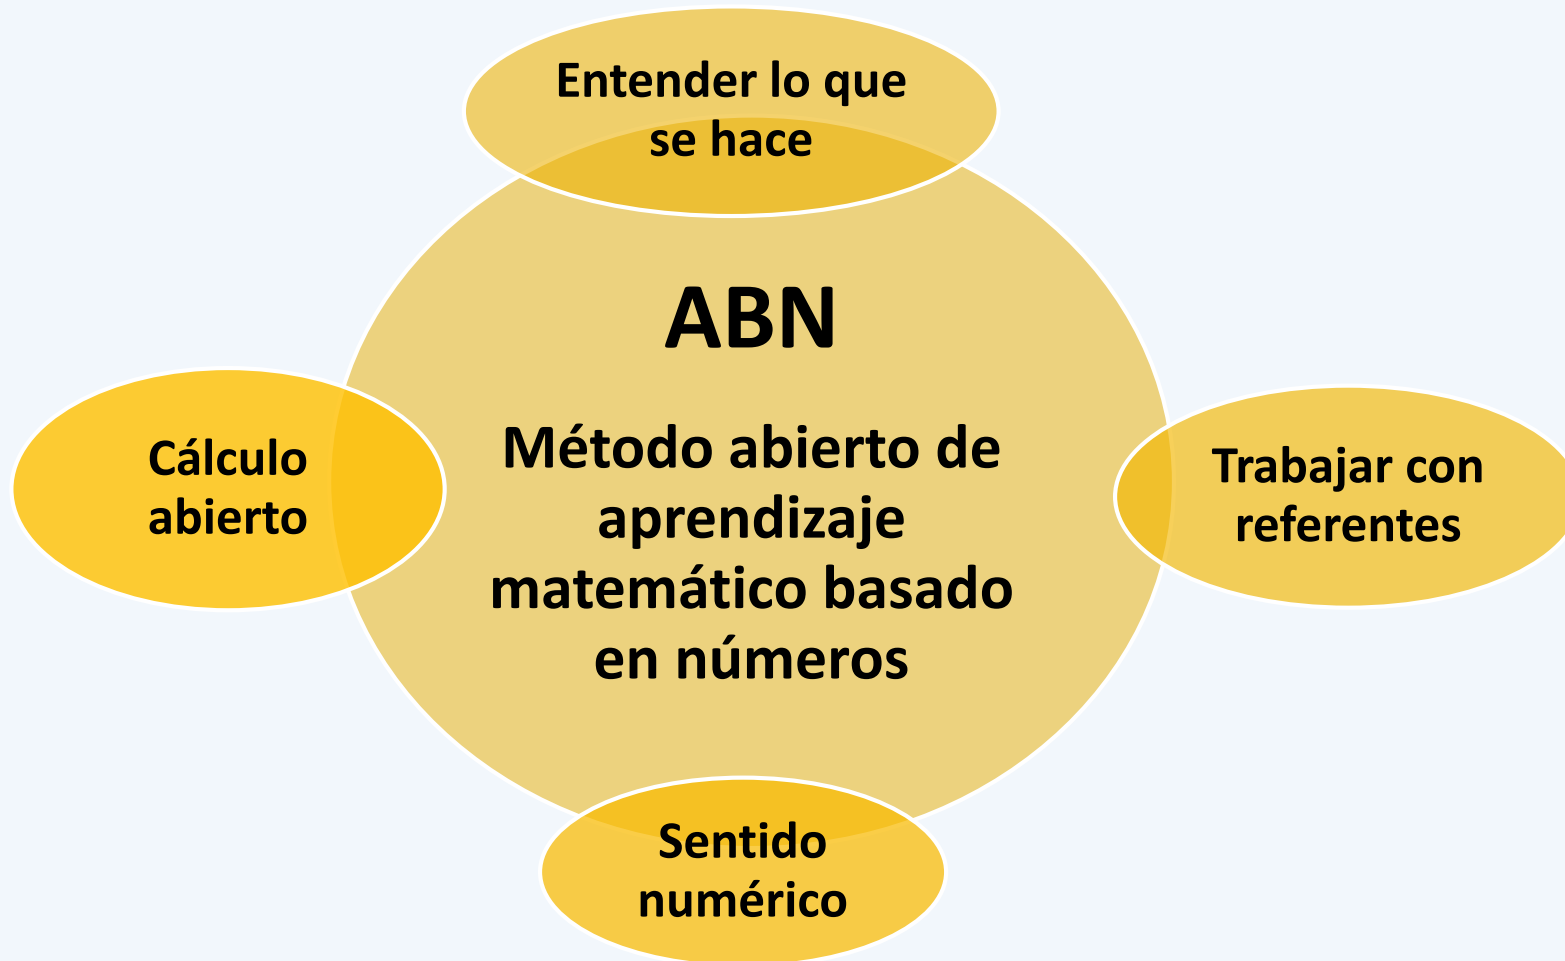 Entender lo que
se hace
ABN
Método abierto de
aprendizaje
matemático basado
en números
Cálculo
abierto
Trabajar con
referentes
Sentido
numérico